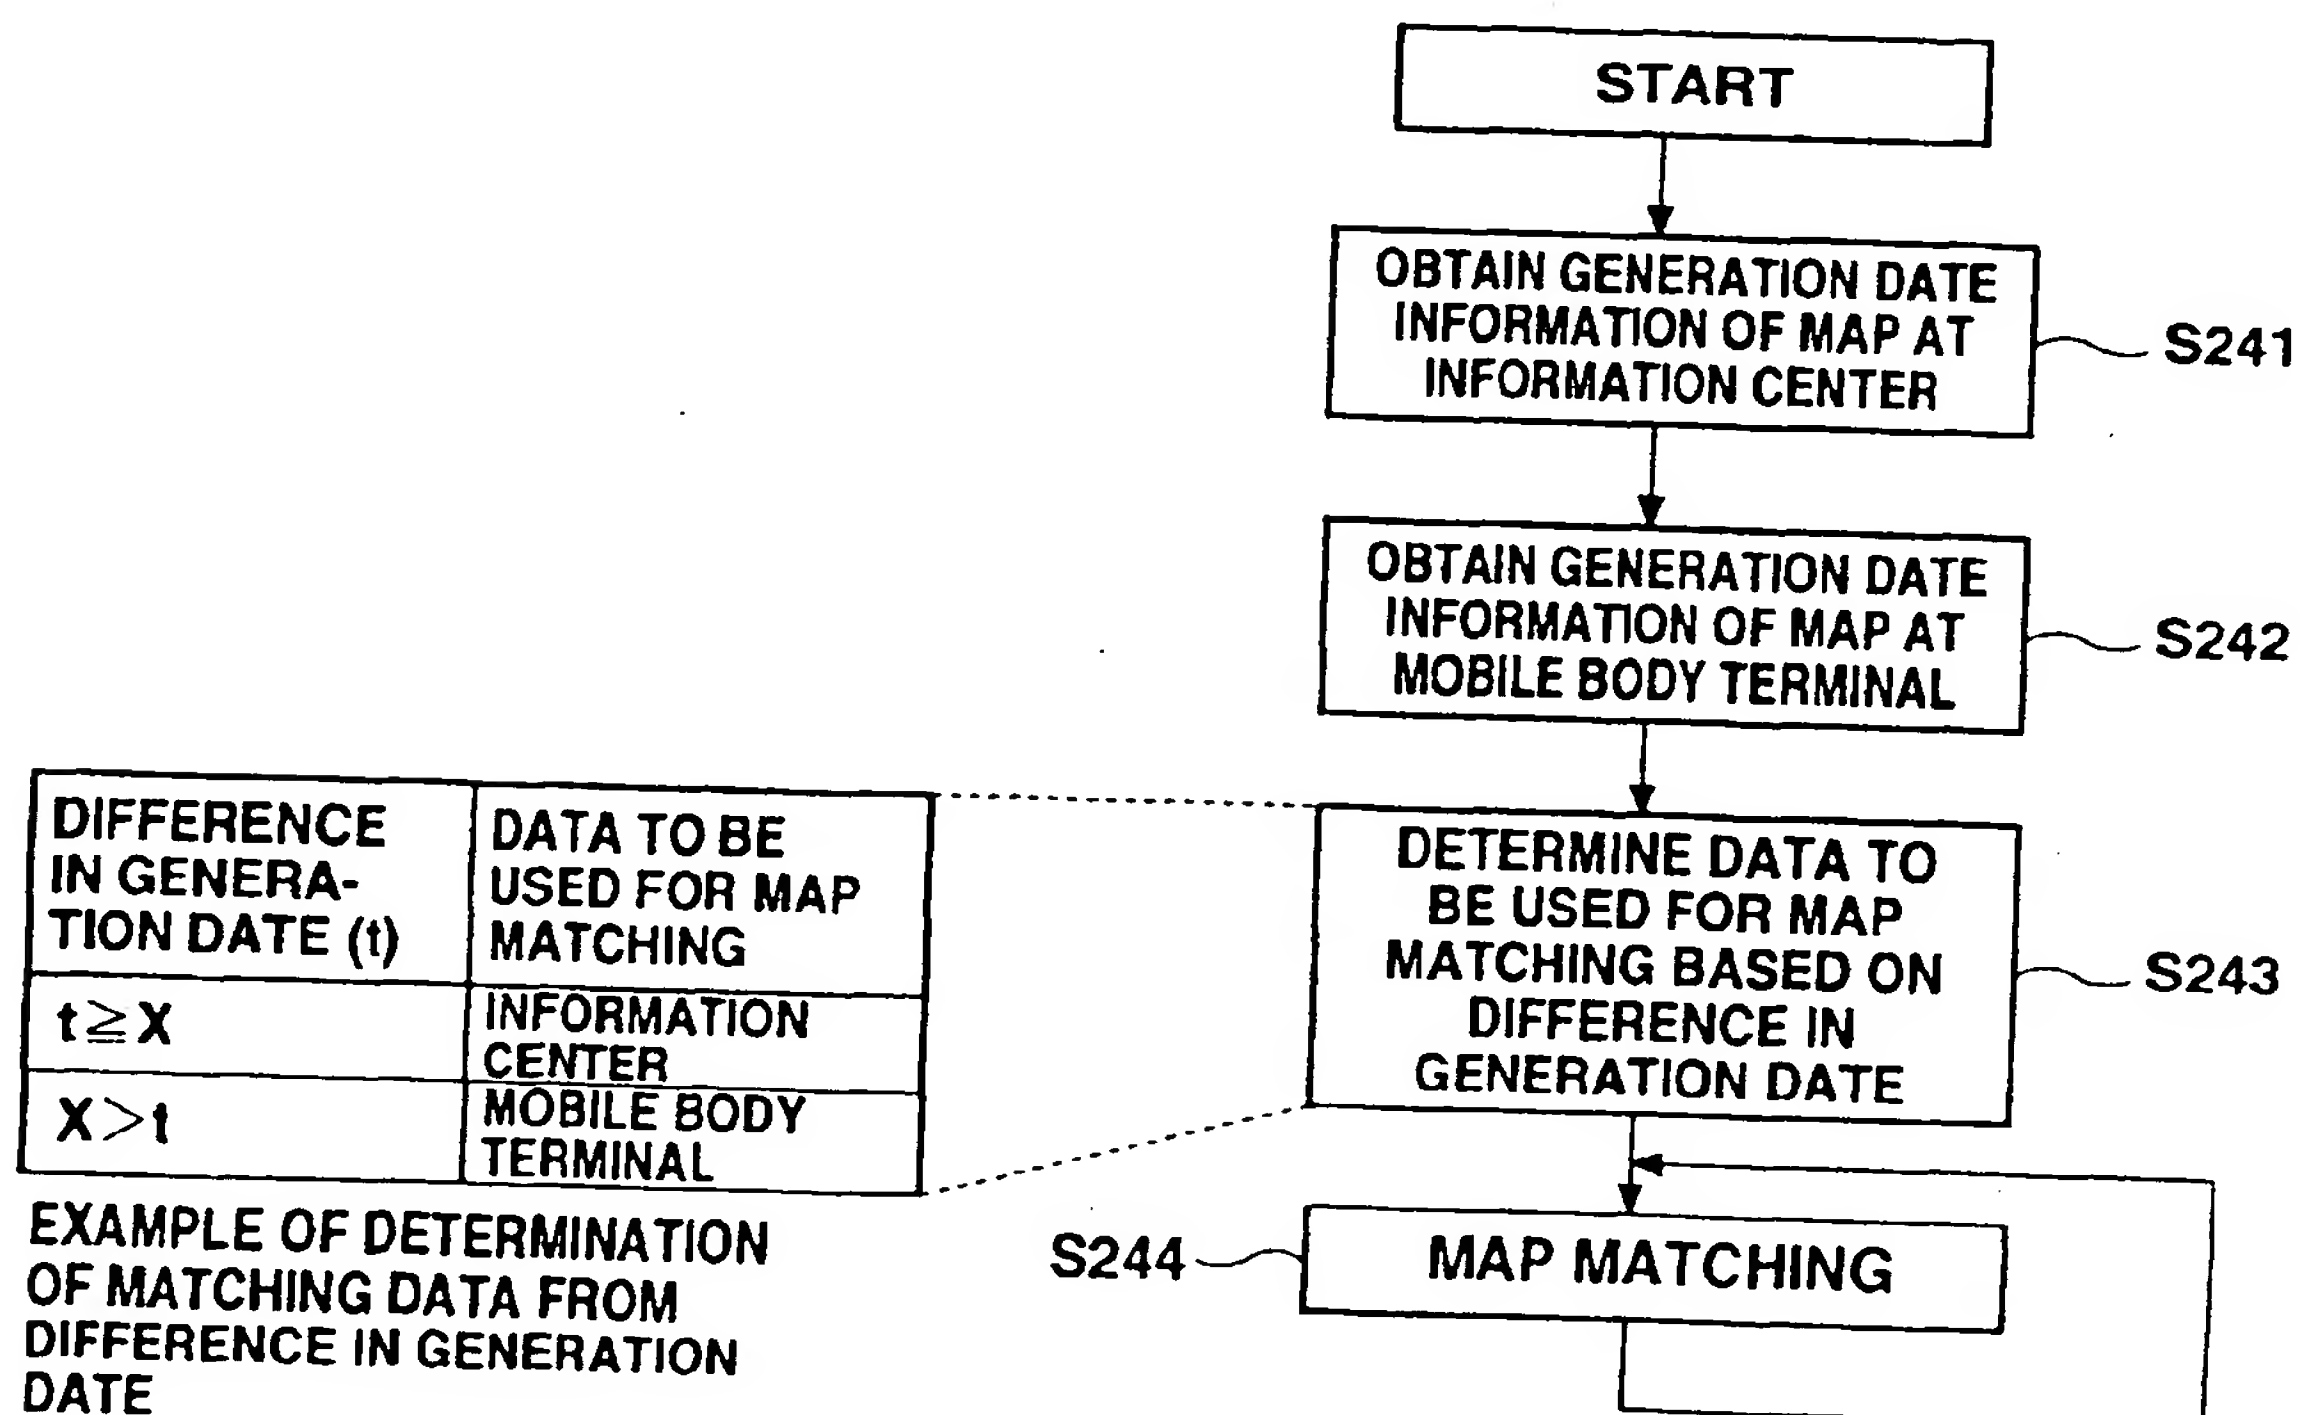 START
OBTAIN GENERATION DATE
INFORMATION OF MAP AT
INFORMATION CENTER
S241
OBTAIN GENERATION DATE
INFORMATION OF MAP AT
MOBILE BODY TERMINAL
S242
DIFFERENCE
IN GENERA-
TION DATE (t)
DATA TO BE
USED FOR MAP
MATCHING
t≧X
INFORMATION
CENTER
X>t
MOBILE BODY
TERMINAL
EXAMPLE OF DETERMINATION
OF MATCHING DATA FROM
DIFFERENCE IN GENERATION
DATE
DETERMINE DATA TO
BE USED FOR MAP
MATCHING BASED ON
DIFFERENCE IN
GENERATION DATE
S243
S244
MAP MATCHING